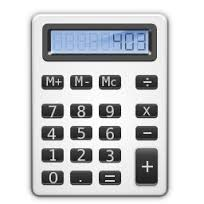 403
M+ M- Mc ÷
7 8 9 X
4 5 6 −
1 2 3 +
0 . =